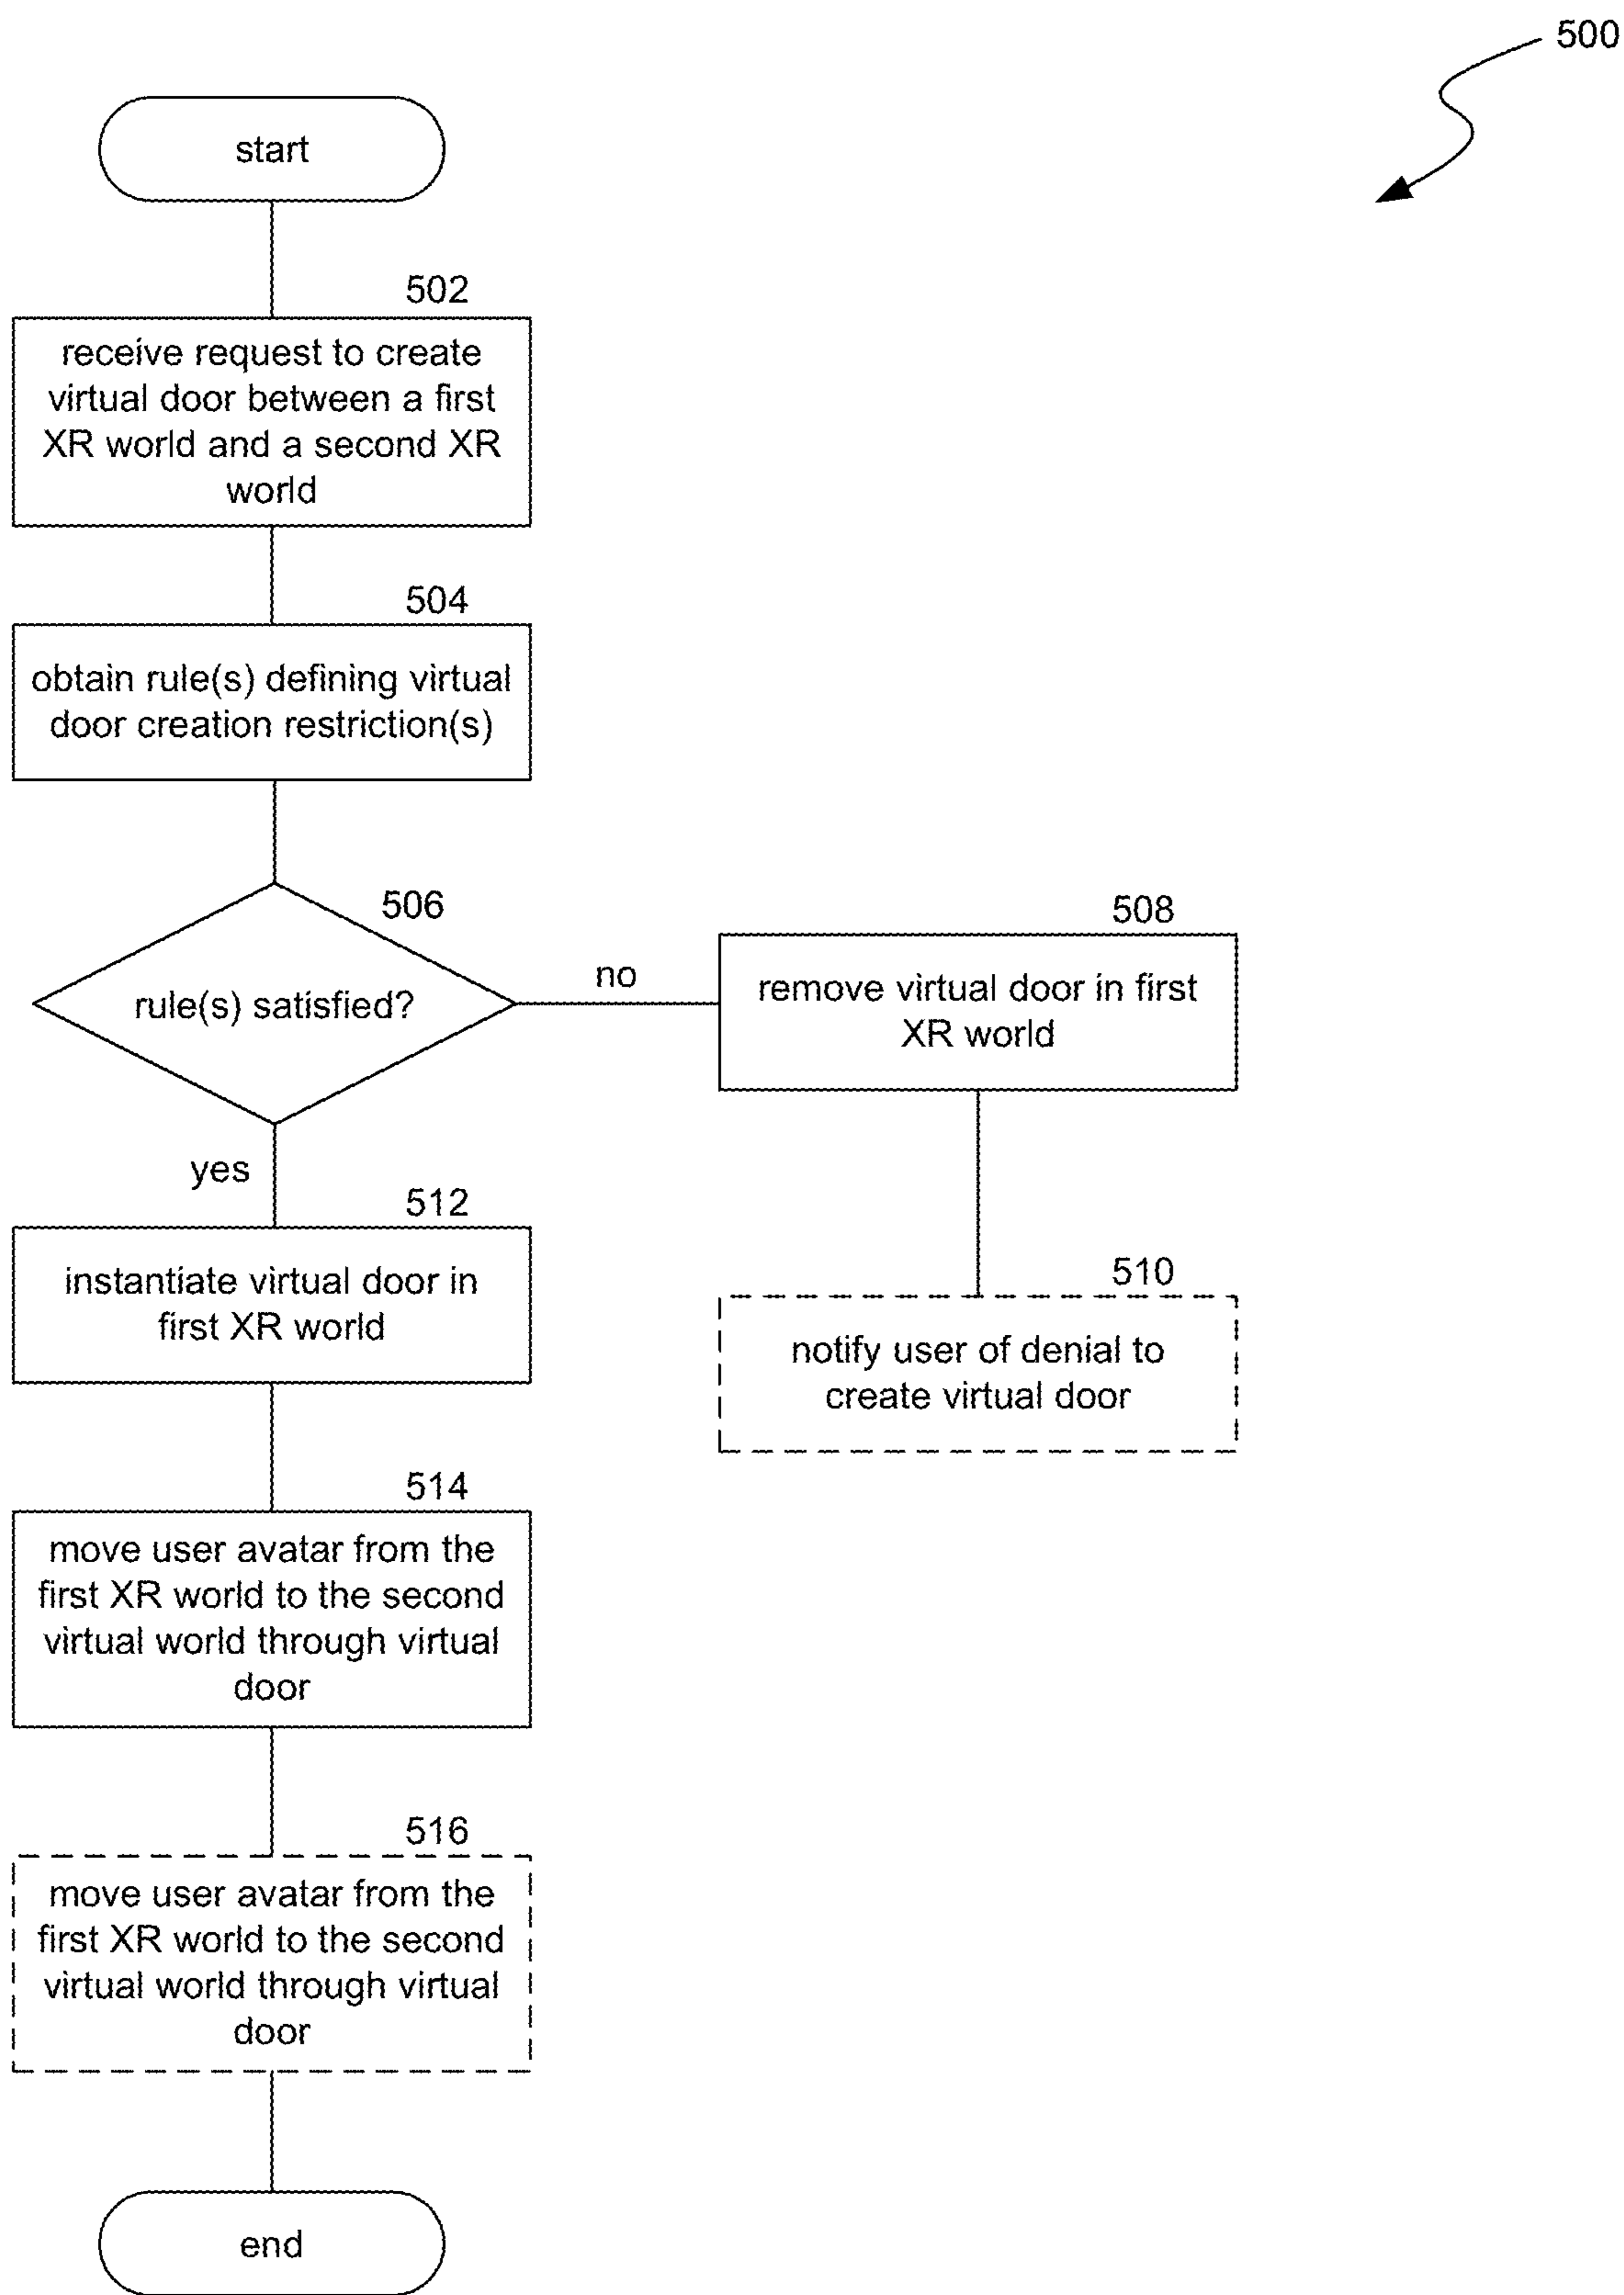 500
start
502
receive request to create
virtual door between a first
XR world and a second XR
world
504
obtain rule(s) defining virtual
door creation restriction(s)
506
rule(s) satisfied?
no
508
remove virtual door in first
XR world
yes
512
instantiate virtual door in
first XR world
510
notify user of denial to
create virtual door
514
move user avatar from the
first XR world to the second
virtual world through virtual
door
516
move user avatar from the
first XR world to the second
virtual world through virtual
door
end